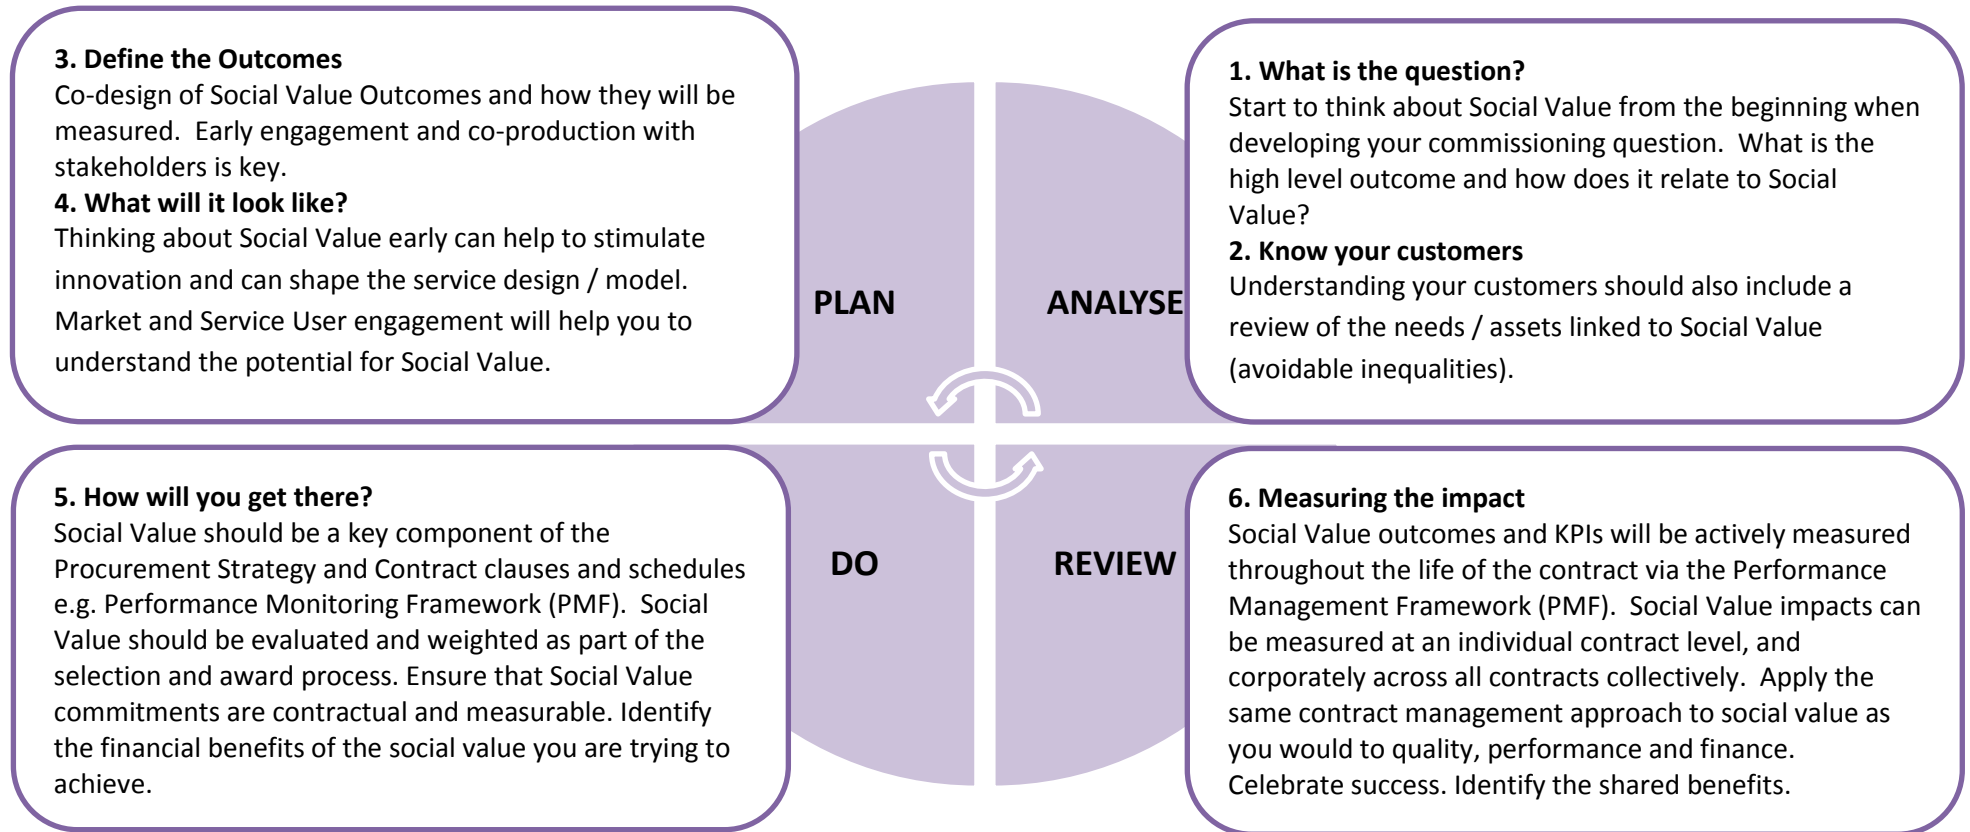 3. Define the Outcomes
Co-design of Social Value Outcomes and how they will be
measured.  Early engagement and co-production with
stakeholders is key.
4. What will it look like?
Thinking about Social Value early can help to stimulate
innovation and can shape the service design / model.
Market and Service User engagement will help you to
understand the potential for Social Value.
PLAN
ANALYSE
1. What is the question?
Start to think about Social Value from the beginning when
developing your commissioning question.  What is the
high level outcome and how does it relate to Social
Value?
2. Know your customers
Understanding your customers should also include a
review of the needs / assets linked to Social Value
(avoidable inequalities).
5. How will you get there?
Social Value should be a key component of the
Procurement Strategy and Contract clauses and schedules
e.g. Performance Monitoring Framework (PMF).  Social
Value should be evaluated and weighted as part of the
selection and award process. Ensure that Social Value
commitments are contractual and measurable. Identify
the financial benefits of the social value you are trying to
achieve.
DO
REVIEW
6. Measuring the impact
Social Value outcomes and KPIs will be actively measured
throughout the life of the contract via the Performance
Management Framework (PMF).  Social Value impacts can
be measured at an individual contract level, and
corporately across all contracts collectively.  Apply the
same contract management approach to social value as
you would to quality, performance and finance.
Celebrate success. Identify the shared benefits.